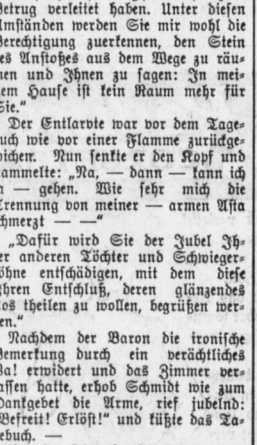 Betrug verleitet haben. Unter diesen
Umständen werden Sie mir wohl die
Berechtigung zuerkennen, den Stein
des Anstoßes aus dem Wege zu räu-
men und Ihnen zu sagen: In mei-
nem Hause ist kein Raum mehr für
Sie.“
Der Entlarvte war vor dem Tage-
buch wie vor einer Flamme zurückge-
wichen. Nun senkte er den Kopf und
stammelte: „Na, — dann — kann ich
ja — gehen. Wie sehr mich die
Trennung von meiner — armen Asta
schmerzt — —“
„Dafür wird Sie der Jubel Ih-
rer anderen Töchter und Schwieger-
söhne entschädigen, mit dem diese
Ihren Entschluß, deren glänzendes
Los theilen zu wollen, begrüßen wer-
den.“
Nachdem der Baron die ironische
Bemerkung durch ein verächtliches
Ha! erwidert und das Zimmer ver-
lassen hatte, erhob Schmidt wie zum
Dankgebet die Arme, rief jubelnd:
„Befreit! Erlöst!“ und küßte das Ta-
gebuch. —